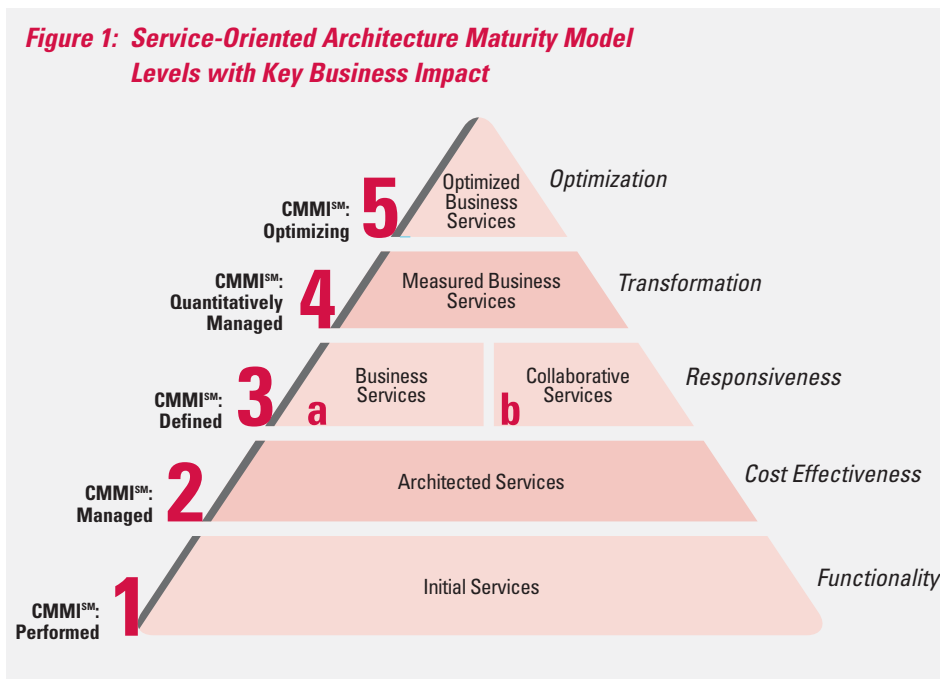 Figure 1: Service-Oriented Architecture Maturity Model
Levels with Key Business Impact
CMMI℠:
Optimizing
5
Optimized
Business
Services
Optimization
CMMI℠:
Quantitatively
Managed
4
Measured Business
Services
Transformation
CMMI℠:
Defined
3
a
Business
Services
b
Collaborative
Services
Responsiveness
CMMI℠:
Managed
2
Architected Services
Cost Effectiveness
CMMI℠:
Performed
1
Initial Services
Functionality